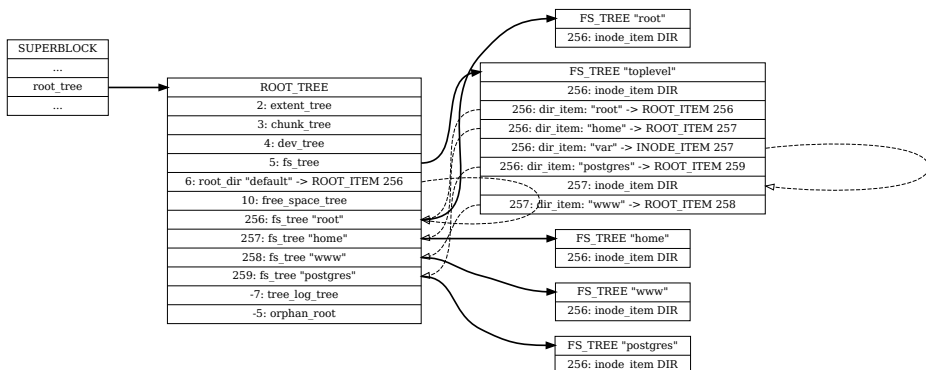 SUPERBLOCK
...
root_tree
...
ROOT_TREE
2: extent_tree
3: chunk_tree
4: dev_tree
5: fs_tree
6: root_dir "default" -> ROOT_ITEM 256
10: free_space_tree
256: fs_tree "root"
257: fs_tree "home"
258: fs_tree "www"
259: fs_tree "postgres"
-7: tree_log_tree
-5: orphan_root
FS_TREE "root"
256: inode_item DIR
FS_TREE "toplevel"
256: inode_item DIR
256: dir_item: "root" -> ROOT_ITEM 256
256: dir_item: "home" -> ROOT_ITEM 257
256: dir_item: "var" -> INODE_ITEM 257
256: dir_item: "postgres" -> ROOT_ITEM 259
257: inode_item DIR
257: dir_item: "www" -> ROOT_ITEM 258
FS_TREE "home"
256: inode_item DIR
FS_TREE "www"
256: inode_item DIR
FS_TREE "postgres"
256: inode_item DIR